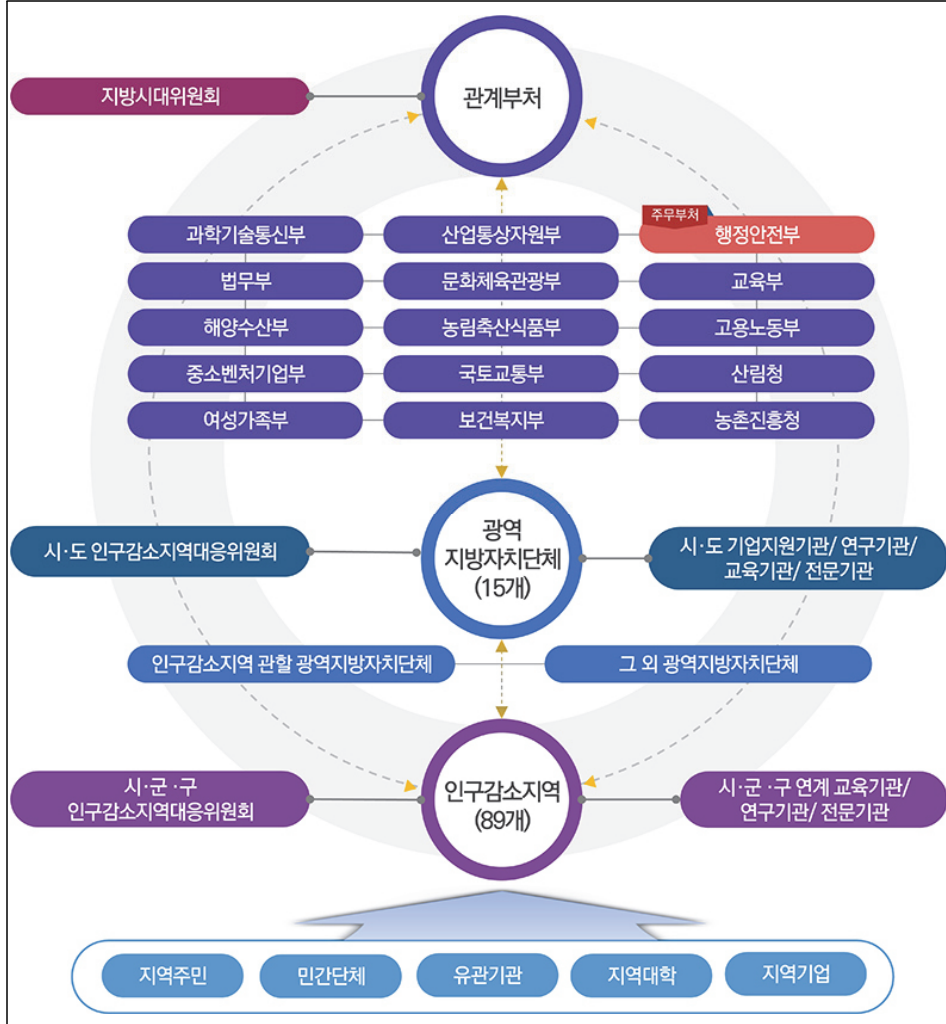 관계부처
지방시대위원회
주무부처
과학기술통신부
산업통상자원부
행정안전부
법무부
문화체육관광부
교육부
해양수산부
농림축산식품부
고용노동부
중소벤처기업부
국토교통부
산림청
여성가족부
보건복지부
농촌진흥청
시·도 인구감소지역대응위원회
광역
지방자치단체
(15개)
시·도 기업지원기관/ 연구기관/
교육기관/ 전문기관
인구감소지역 관할 광역지방자치단체
그 외 광역지방자치단체
시·군 ·구
인구감소지역대응위원회
인구감소지역
(89개)
시·군 ·구 연계 교육기관/
연구기관/ 전문기관
지역주민
민간단체
유관기관
지역대학
지역기업